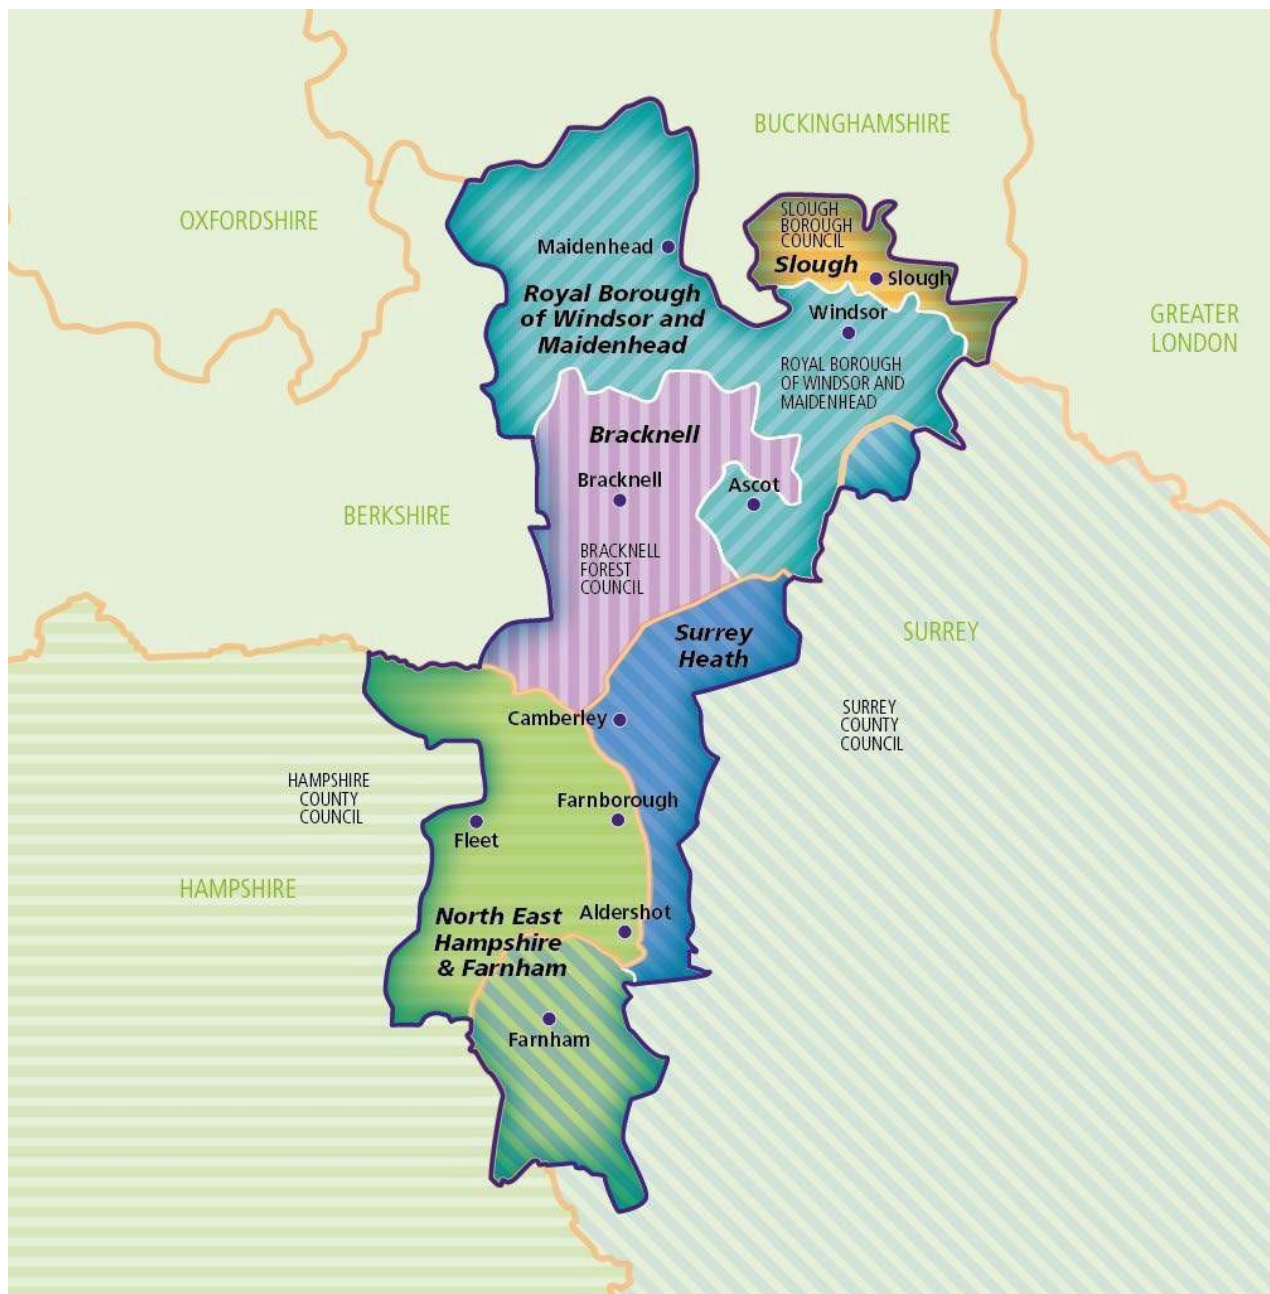 BUCKINGHAMSHIRE
OXFORDSHIRE
SLOUGH
BOROUGH
COUNCIL
Slough
Slough
Maidenhead
Royal Borough
of Windsor and
Maidenhead
Windsor
GREATER
LONDON
ROYAL BOROUGH
OF WINDSOR AND
MAIDENHEAD
Bracknell
Bracknell
Ascot
BERKSHIRE
BRACKNELL
FOREST
COUNCIL
Surrey
Heath
SURREY
Camberley
SURREY
COUNTY
COUNCIL
HAMPSHIRE
COUNTY
COUNCIL
Farnborough
Fleet
HAMPSHIRE
North East
Hampshire
& Farnham
Aldershot
Farnham